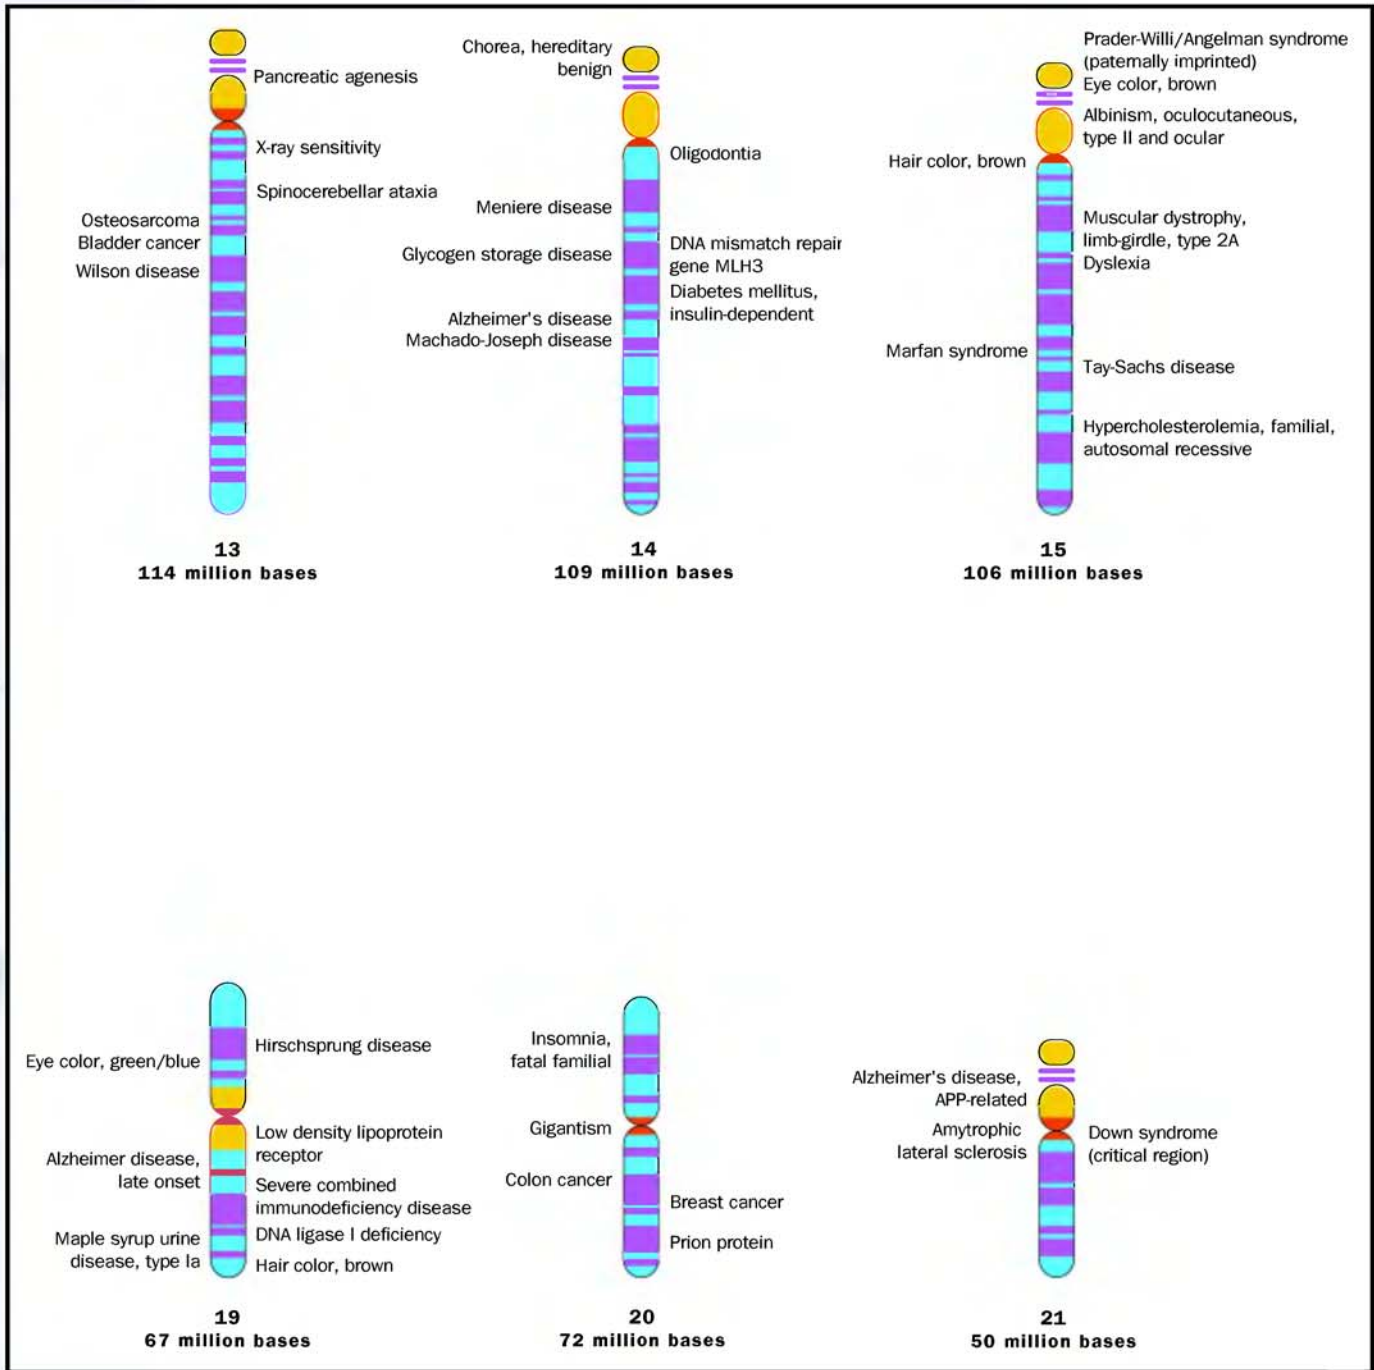 Pancreatic agenesis
X-ray sensitivity
Spinocerebellar ataxia
Osteosarcoma
Bladder cancer
Wilson disease
13
114 million bases
Chorea, hereditary
benign
Oligodontia
Meniere disease
Glycogen storage disease
DNA mismatch repair
gene MLH3
Diabetes mellitus,
insulin-dependent
Alzheimer's disease
Machado-Joseph disease
14
109 million bases
Prader-Willi/Angelman syndrome
(paternally imprinted)
Eye color, brown
Albinism, oculocutaneous,
type II and ocular
Hair color, brown
Muscular dystrophy,
limb-girdle, type 2A
Dyslexia
Marfan syndrome
Tay-Sachs disease
Hypercholesterolemia, familial,
autosomal recessive
15
106 million bases
Hirschsprung disease
Eye color, green/blue
Low density lipoprotein
receptor
Alzheimer disease,
late onset
Severe combined
immunodeficiency disease
DNA ligase I deficiency
Maple syrup urine
disease, type Ia
Hair color, brown
19
67 million bases
Insomnia,
fatal familial
Gigantism
Colon cancer
Breast cancer
Prion protein
20
72 million bases
Alzheimer's disease,
APP-related
Amytrophic
lateral sclerosis
Down syndrome
(critical region)
21
50 million bases